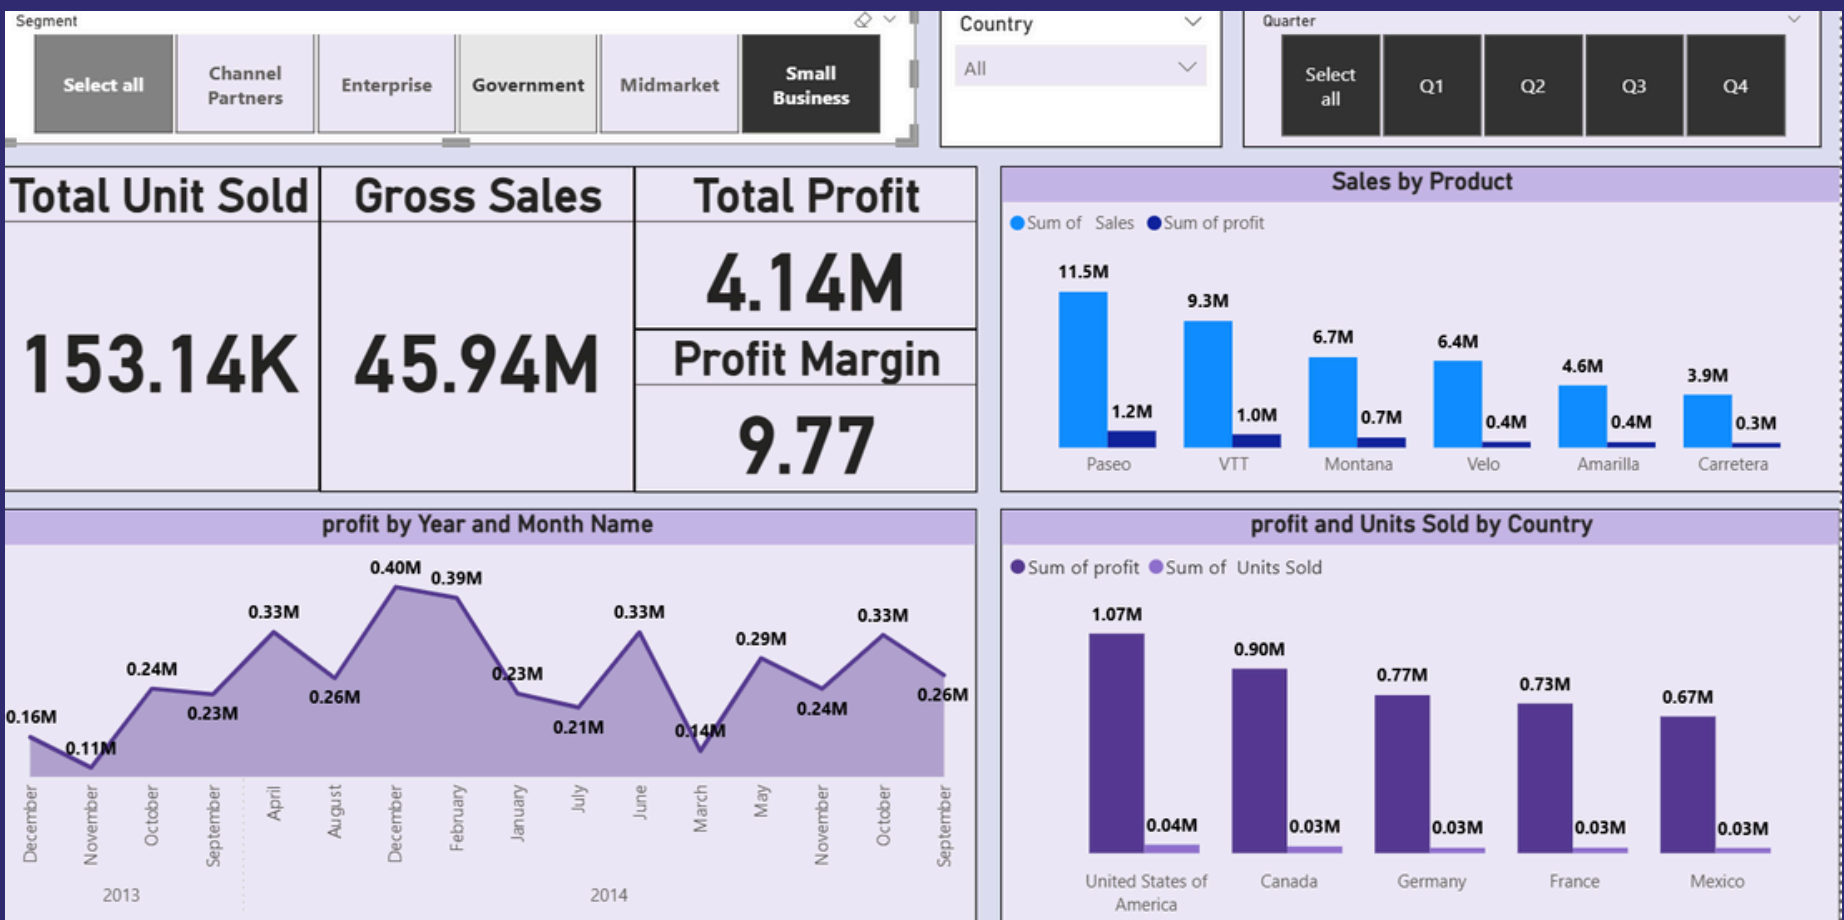 Segment
Select all
Channel
Partners
Enterprise
Government
Midmarket
Small
Business
Country
All
Quarter
Select
all
Q1
Q2
Q3
Q4
Total Unit Sold
153.14K
Gross Sales
45.94M
Total Profit
4.14M
Profit Margin
9.77
Sales by Product
Sum of Sales Sum of profit
11.5M
1.2M
9.3M
1.0M
6.7M
0.7M
6.4M
0.4M
4.6M
0.4M
3.9M
0.3M
Paseo VTT Montana Velo Amarilla Carretera
profit by Year and Month Name
0.16M
0.11M
0.24M
0.23M
0.33M
0.26M
0.40M
0.39M
0.23M
0.21M
0.33M
0.14M
0.29M
0.24M
0.33M
0.26M
December
November
October
September
April
August
December
February
January
July
June
March
May
November
October
September
2013 2014
profit and Units Sold by Country
Sum of profit Sum of Units Sold
1.07M
0.04M
0.90M
0.03M
0.77M
0.03M
0.73M
0.03M
0.67M
0.03M
United States of
America
Canada
Germany
France
Mexico